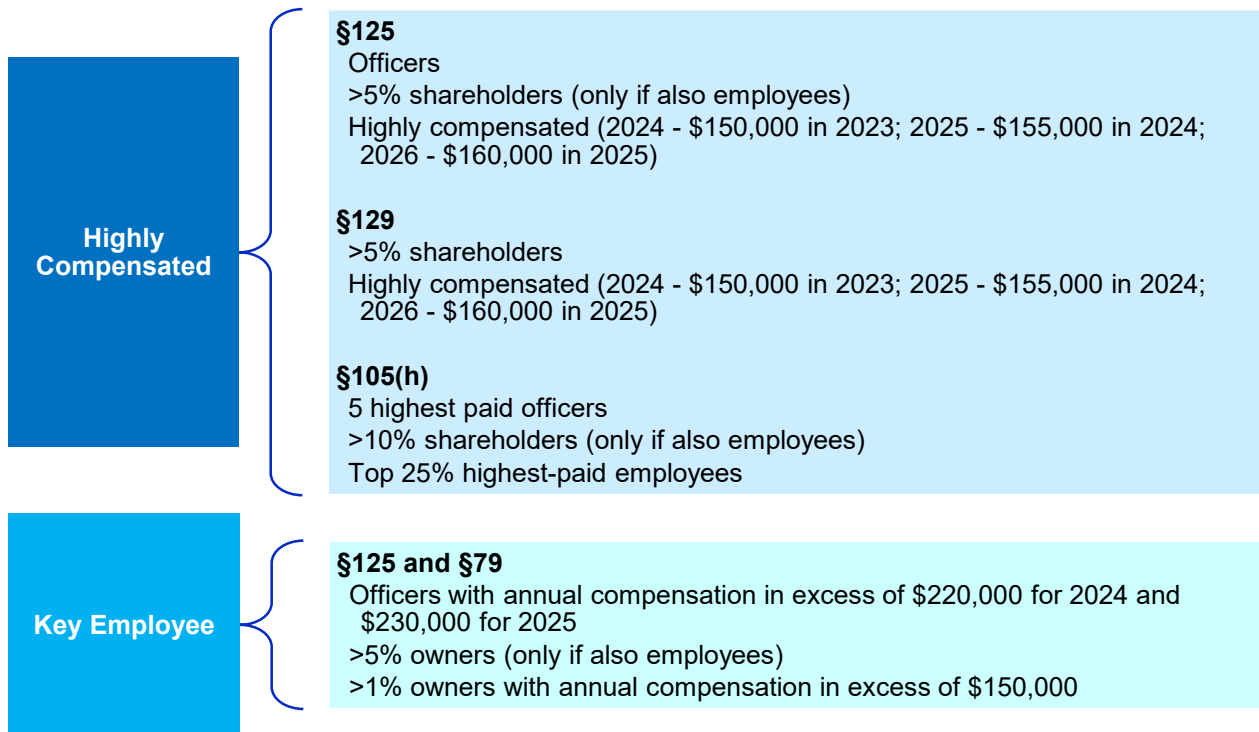 Highly
Compensated
§125
Officers
>5% shareholders (only if also employees)
Highly compensated (2024 - $150,000 in 2023; 2025 - $155,000 in 2024;
2026 - $160,000 in 2025)
§129
>5% shareholders
Highly compensated (2024 - $150,000 in 2023; 2025 - $155,000 in 2024;
2026 - $160,000 in 2025)
§105(h)
5 highest paid officers
>10% shareholders (only if also employees)
Top 25% highest-paid employees
Key Employee
§125 and §79
Officers with annual compensation in excess of $220,000 for 2024 and
$230,000 for 2025
>5% owners (only if also employees)
>1% owners with annual compensation in excess of $150,000